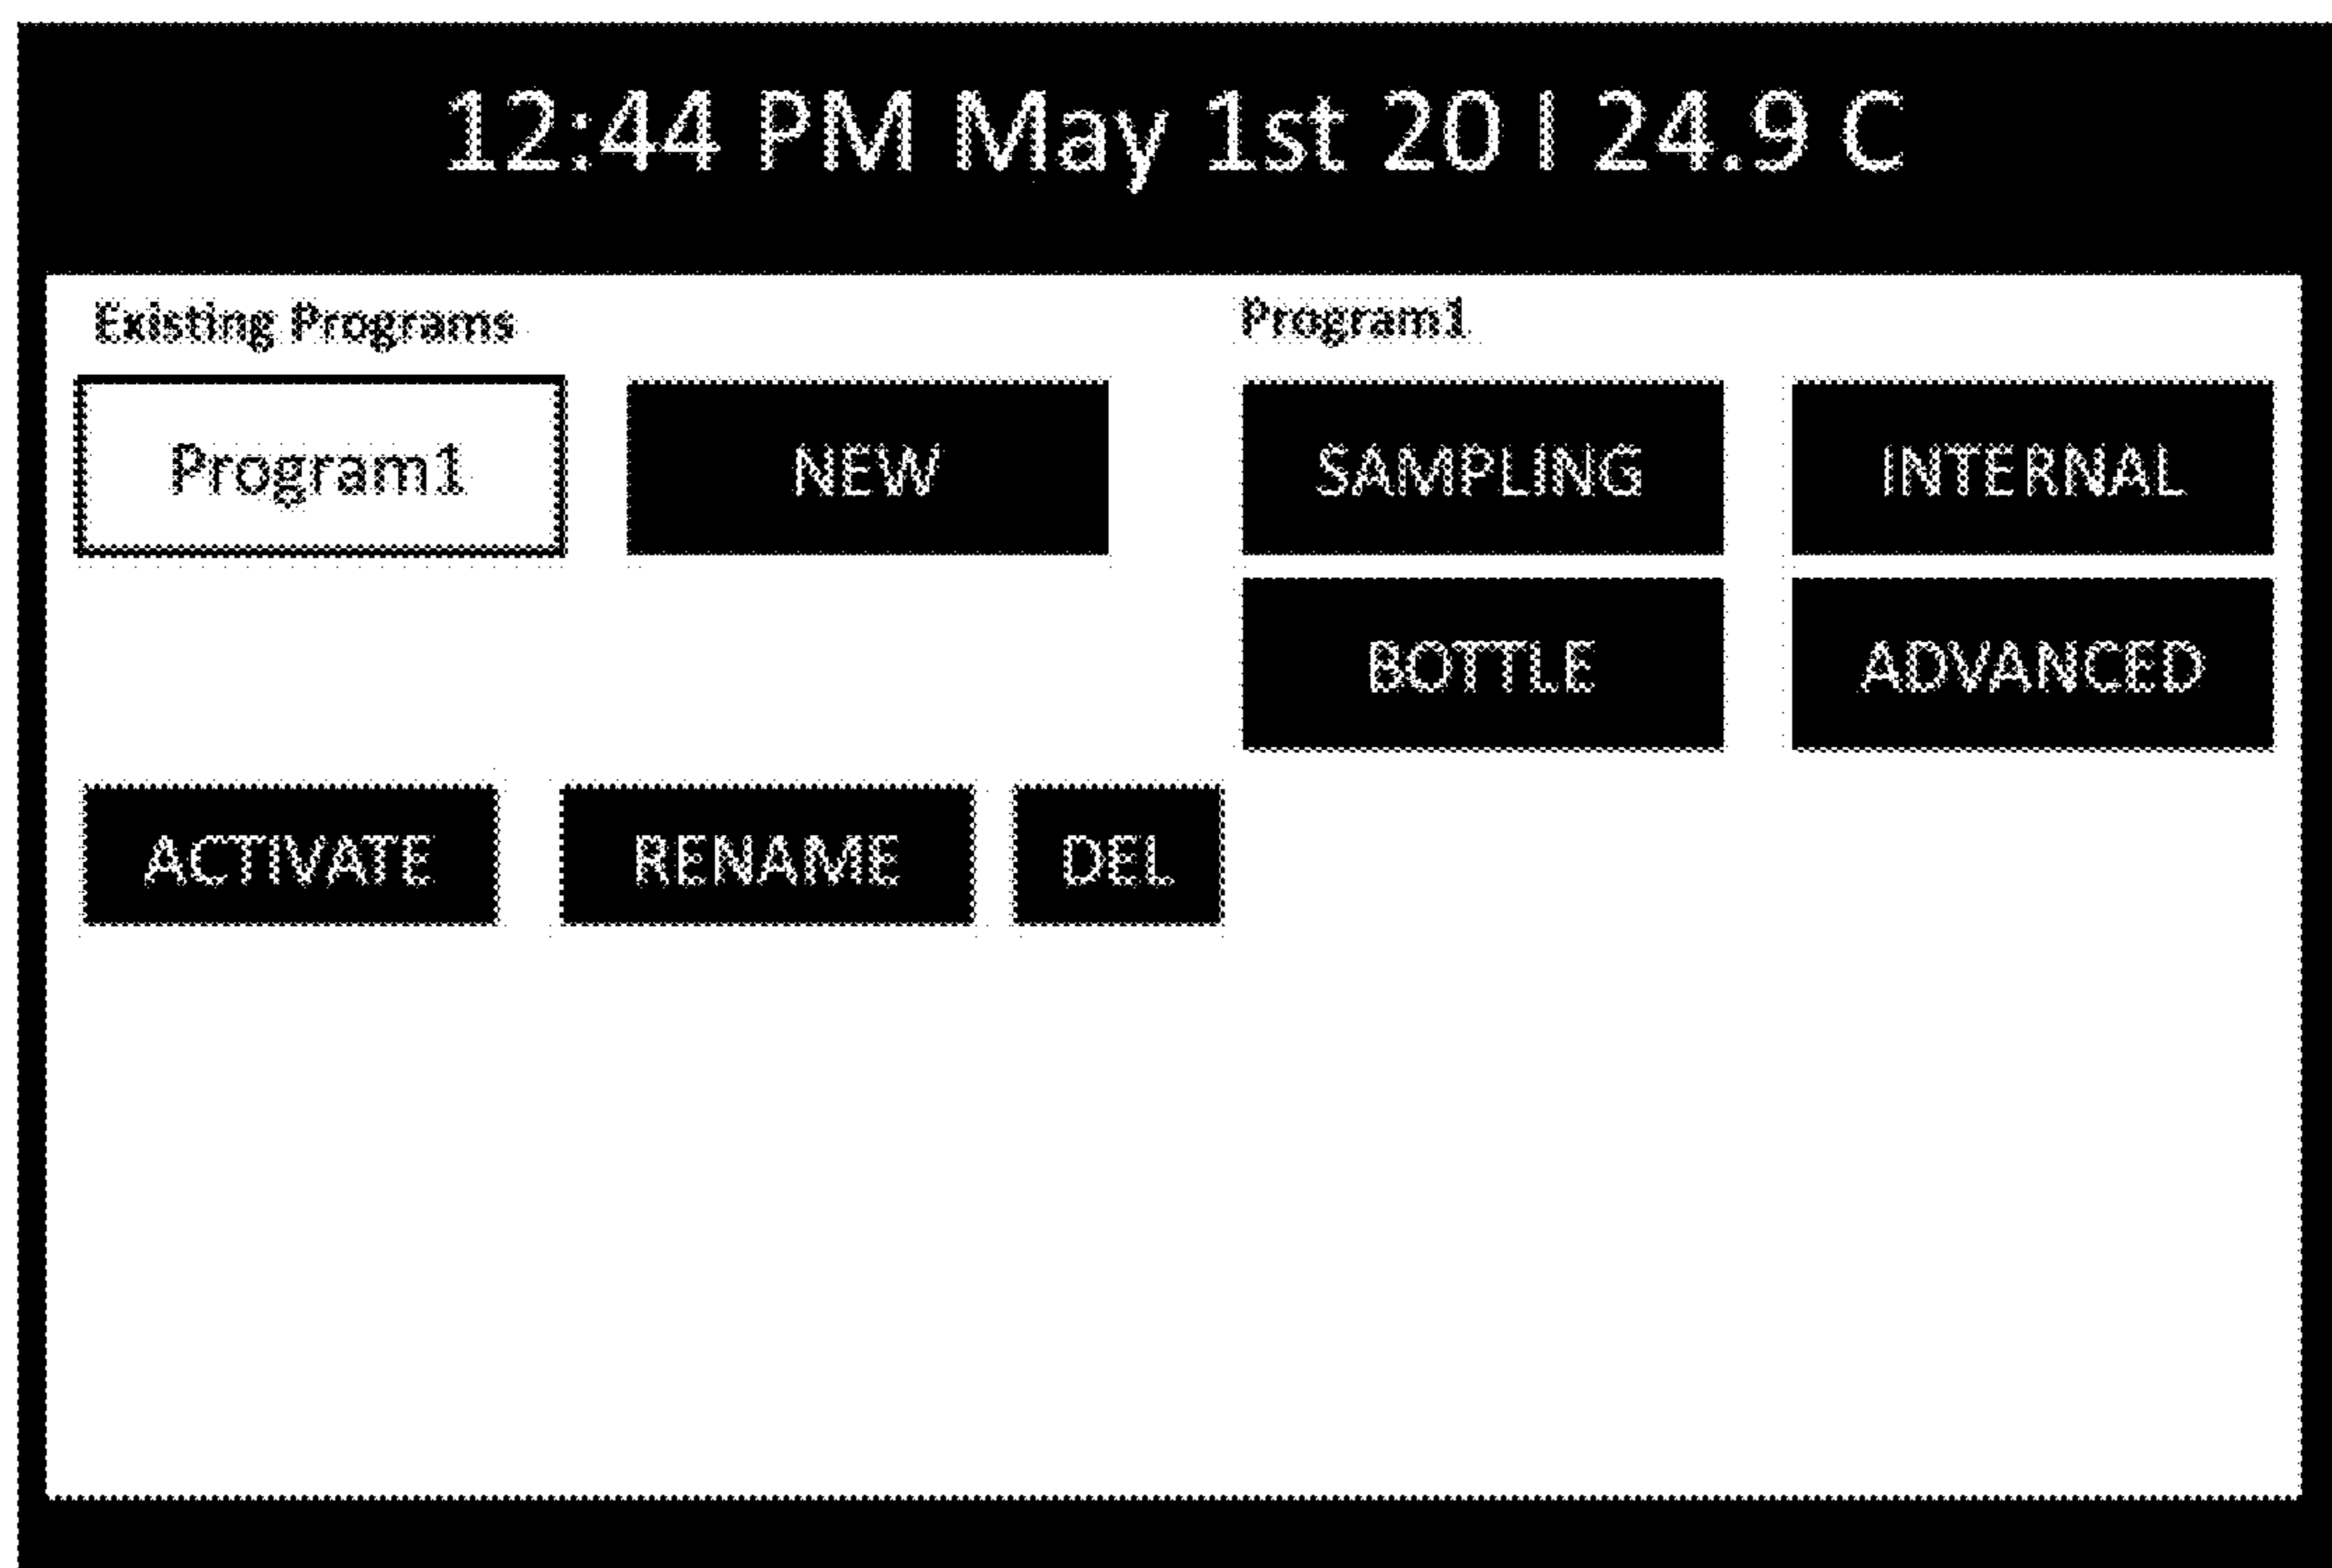 12:44 PM May 1st 20 | 24.9 C
Existing Programs
Program1
NEW
ACTIVATE
RENAME
DEL
Program1
SAMPLING
INTERNAL
BOTTLE
ADVANCED